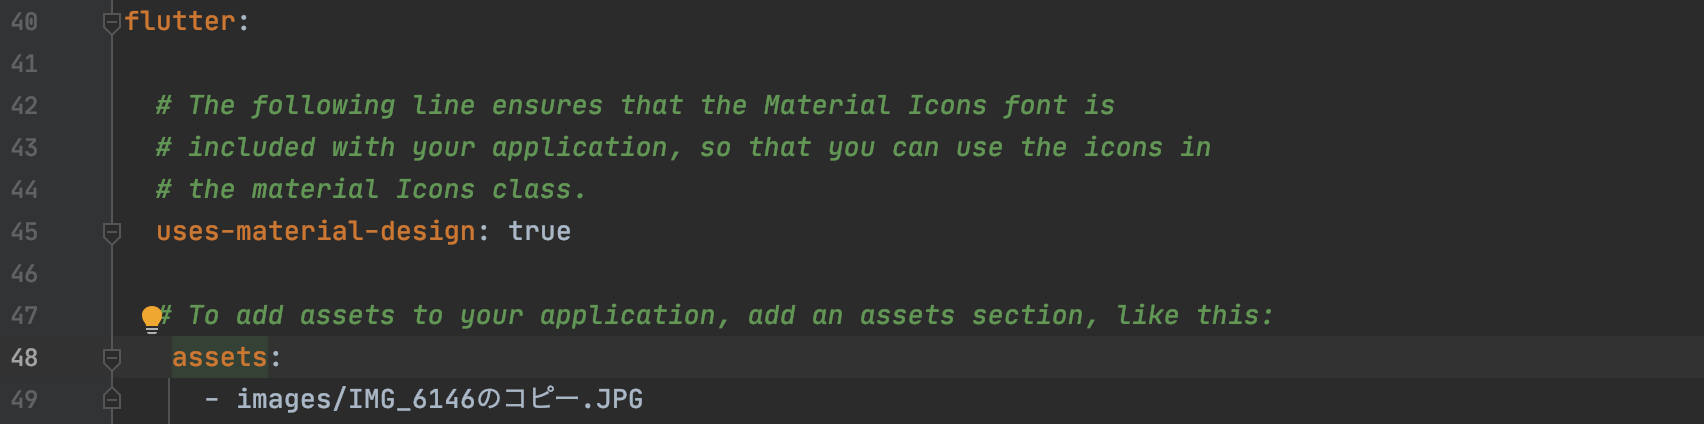 40 flutter:
41
42 # The following line ensures that the Material Icons font is
43 # included with your application, so that you can use the icons in
44 # the material Icons class.
45 uses-material-design: true
46
47 # To add assets to your application, add an assets section, like this:
48 assets:
49 - images/IMG_6146のコピー.JPG